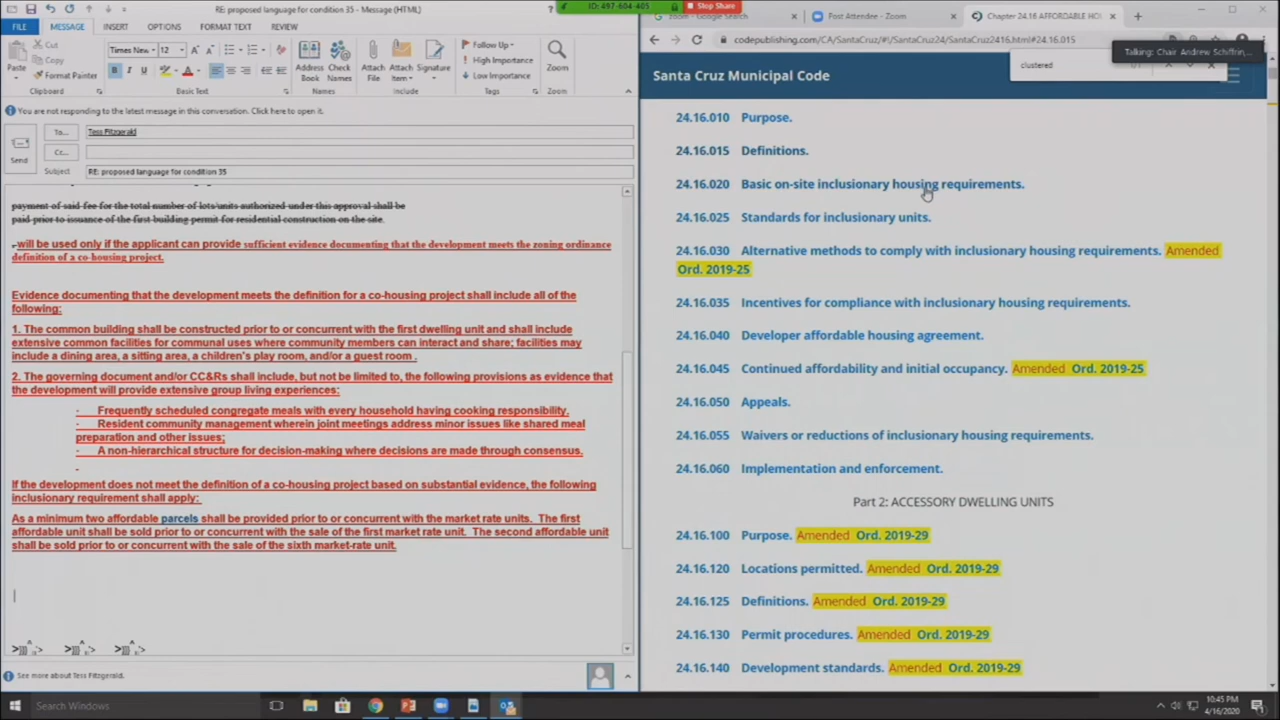 RE: proposed language for condition 35 - Message (HTML)
?
ID: 497-604-405
Stop Share
FILE MESSAGE INSERT OPTIONS FORMAT TEXT REVIEW
Paste
Cut
Copy
Format Painter
Clipboard
Times New 12
B I U
Basic Text
Address Book
Check Names
Names
Attach File
Attach Item
Signature
Include
Follow Up
High Importance
Low Importance
Tags
Zoom
Zoom
You are not responding to the latest message in this conversation. Click here to open it.
Send
To... Tess Fitzgerald
Cc...
Subject RE: proposed language for condition 35
payment of said fee for the total number of lots/units authorized under this approval shall be
paid prior to issuance of the first building permit for residential construction on the site.
will be used only if the applicant can provide sufficient evidence documenting that the development meets the zoning ordinance
definition of a co-housing project.
Evidence documenting that the development meets the definition for a co-housing project shall include all of the
following:
1. The common building shall be constructed prior to or concurrent with the first dwelling unit and shall include
extensive common facilities for communal uses where community members can interact and share; facilities may
include a dining area, a sitting area, a children's play room, and/or a guest room .
2. The governing document and/or CC&Rs shall include, but not be limited to, the following provisions as evidence that
the development will provide extensive group living experiences:
· Frequently scheduled congregate meals with every household having cooking responsibility.
· Resident community management wherein joint meetings address minor issues like shared meal
preparation and other issues;
· A non-hierarchical structure for decision-making where decisions are made through consensus.
If the development does not meet the definition of a co-housing project based on substantial evidence, the following
inclusionary requirement shall apply:
As a minimum two affordable parcels shall be provided prior to or concurrent with the market rate units. The first
affordable unit shall be sold prior to or concurrent with the sale of the first market rate unit. The second affordable unit
shall be sold prior to or concurrent with the sale of the sixth market-rate unit.
See more about Tess Fitzgerald.
zoom - Google Search
Post Attendee - Zoom
Chapter 24.16 AFFORDABLE HO
codepublishing.com/CA/SantaCruz/#!/SantaCruz24/SantaCruz2416.html#24.16.015
Talking: Chair Andrew Schiffrin,...
clustered
Santa Cruz Municipal Code
24.16.010 Purpose.
24.16.015 Definitions.
24.16.020 Basic on-site inclusionary housing requirements.
24.16.025 Standards for inclusionary units.
24.16.030 Alternative methods to comply with inclusionary housing requirements. Amended
Ord. 2019-25
24.16.035 Incentives for compliance with inclusionary housing requirements.
24.16.040 Developer affordable housing agreement.
24.16.045 Continued affordability and initial occupancy. Amended Ord. 2019-25
24.16.050 Appeals.
24.16.055 Waivers or reductions of inclusionary housing requirements.
24.16.060 Implementation and enforcement.
Part 2: ACCESSORY DWELLING UNITS
24.16.100 Purpose. Amended Ord. 2019-29
24.16.120 Locations permitted. Amended Ord. 2019-29
24.16.125 Definitions. Amended Ord. 2019-29
24.16.130 Permit procedures. Amended Ord. 2019-29
24.16.140 Development standards. Amended Ord. 2019-29
Search Windows
10:45 PM
4/16/2020